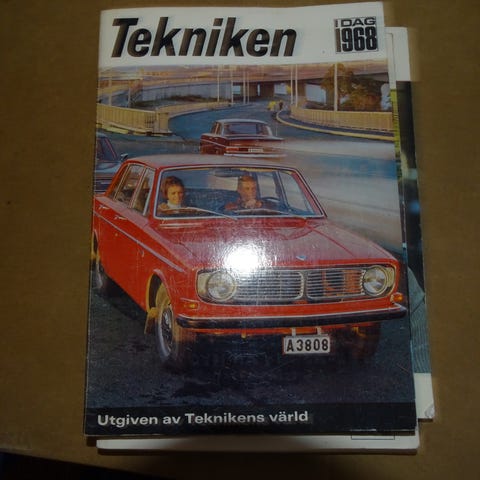 Tekniken
IDAG
1968
A3808
Utgiven av Teknikens värld